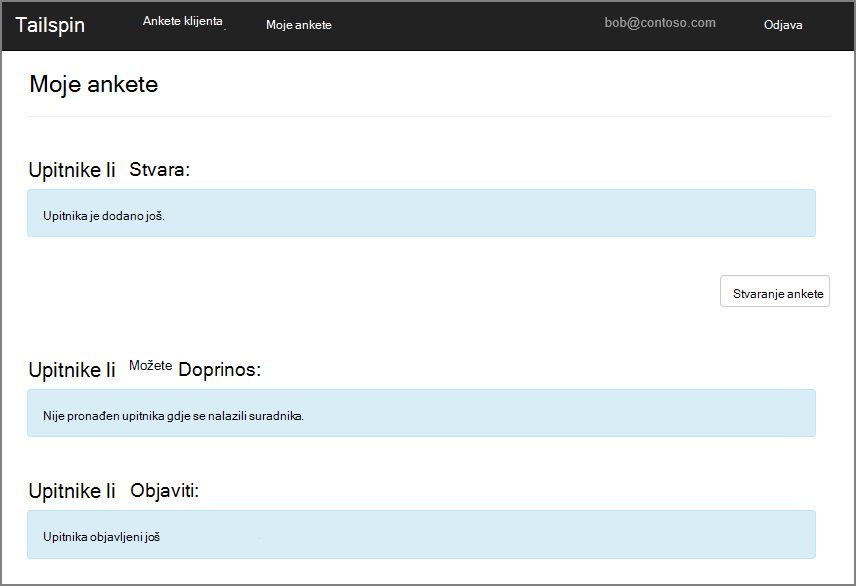 Tailspin Ankete klijenta Moje ankete bob@contoso.com Odjava
Moje ankete
Upitnike li Stvara:
Upitnika je dodano još.
Stvaranje ankete
Upitnike li Možete Doprinos:
Nije pronađen upitnika gdje se nalazili suradnika.
Upitnike li Objaviti:
Upitnika objavljeni još